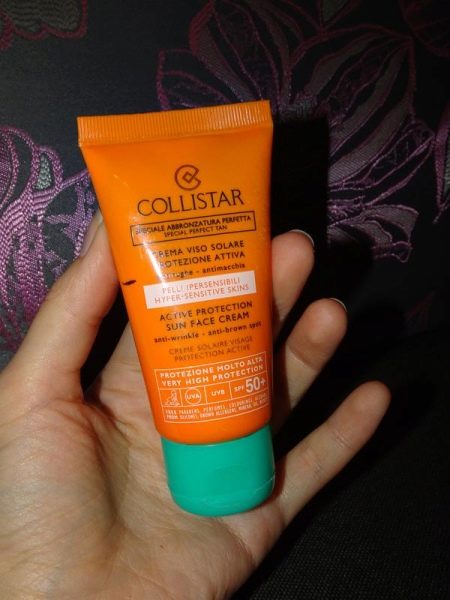 COLLISTAR
SPECIALE ABBRONZATURA PERFETTA
SPECIAL PERFECT TAN
CREMA VISO SOLARE
PROTEZIONE ATTIVA
antimacchia
PELLI IPERSENSIBILI
HYPER-SENSITIVE SKINS
ACTIVE PROTECTION
SUN FACE CREAM
anti-wrinkle - anti-brown spot
CREME SOLAIRE VISAGE
PROTECTION ACTIVE
PROTEZIONE MOLTO ALTA
VERY HIGH PROTECTION
UVA UVB SPF 50+